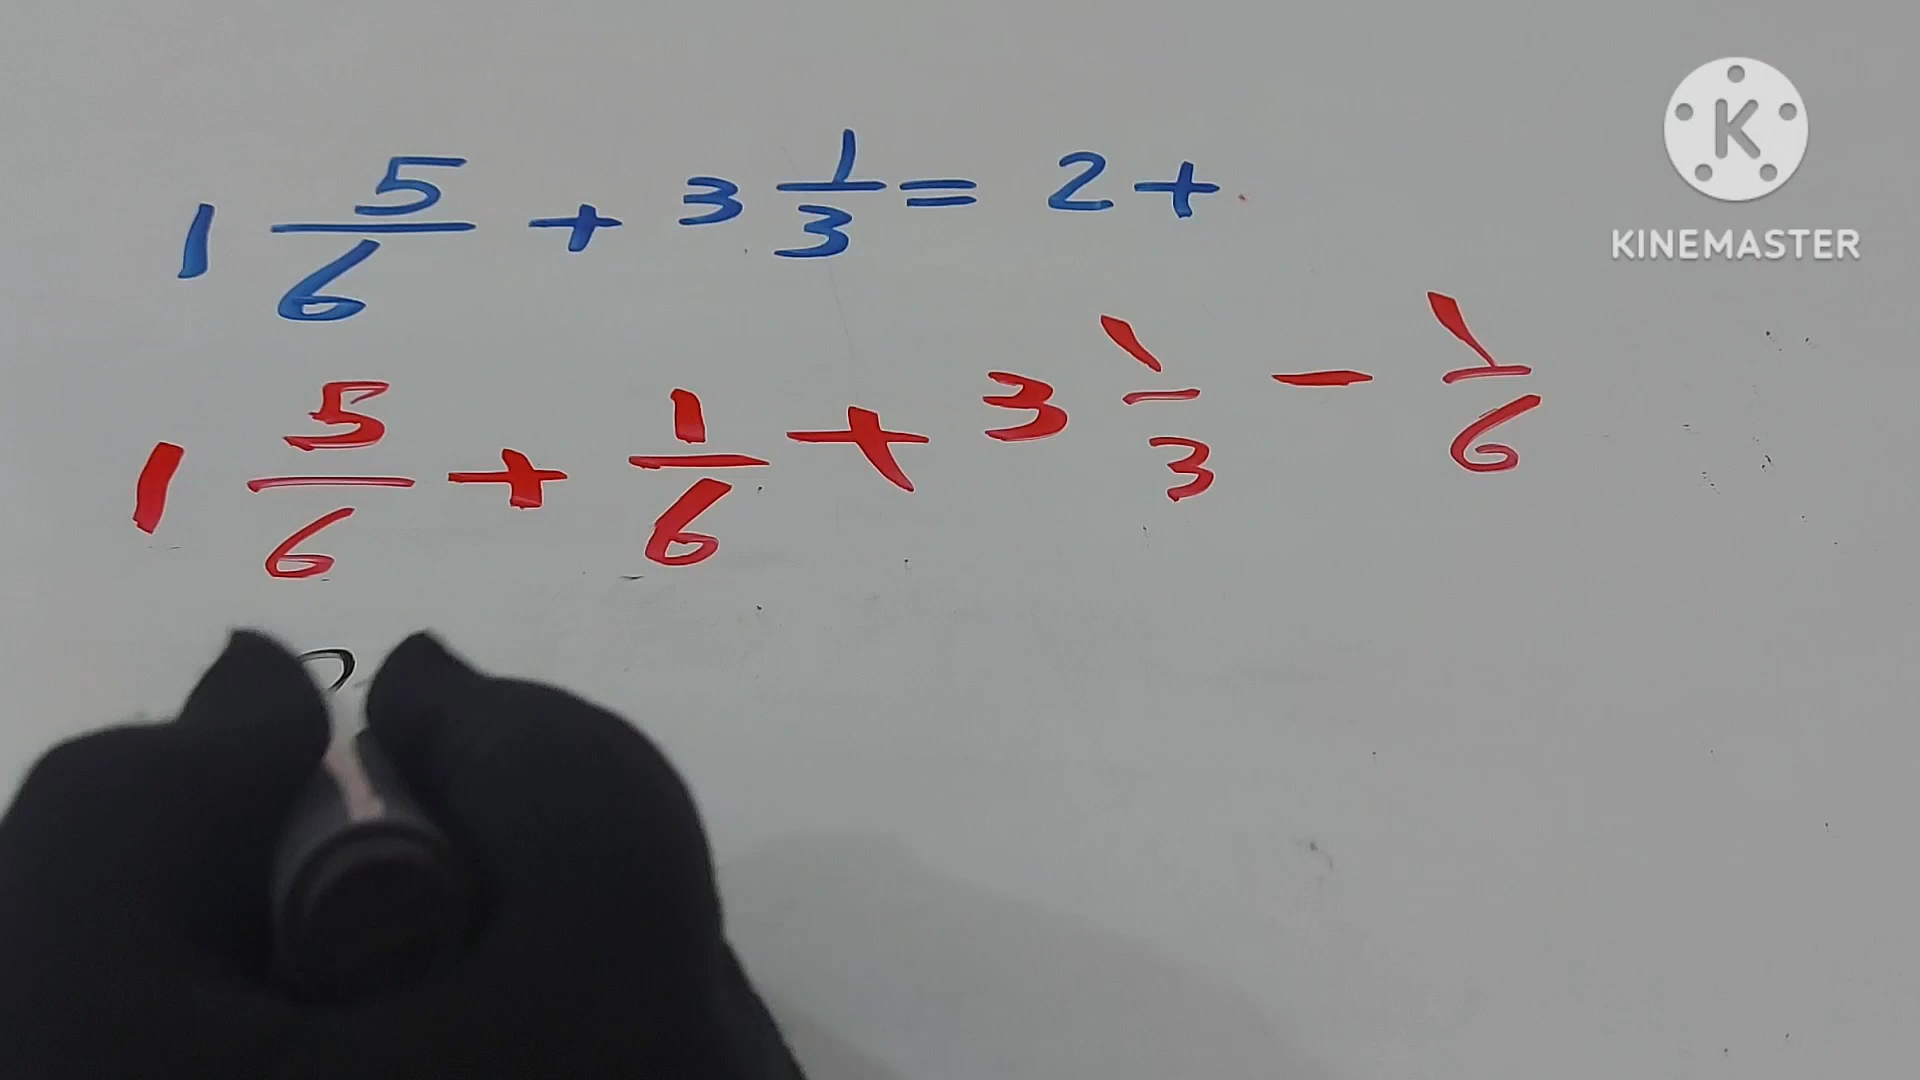 1 5/6 + 3 1/3 = 2 +
1 5/6 + 1/6 + 3 1/3 - 1/6
KINEMASTER